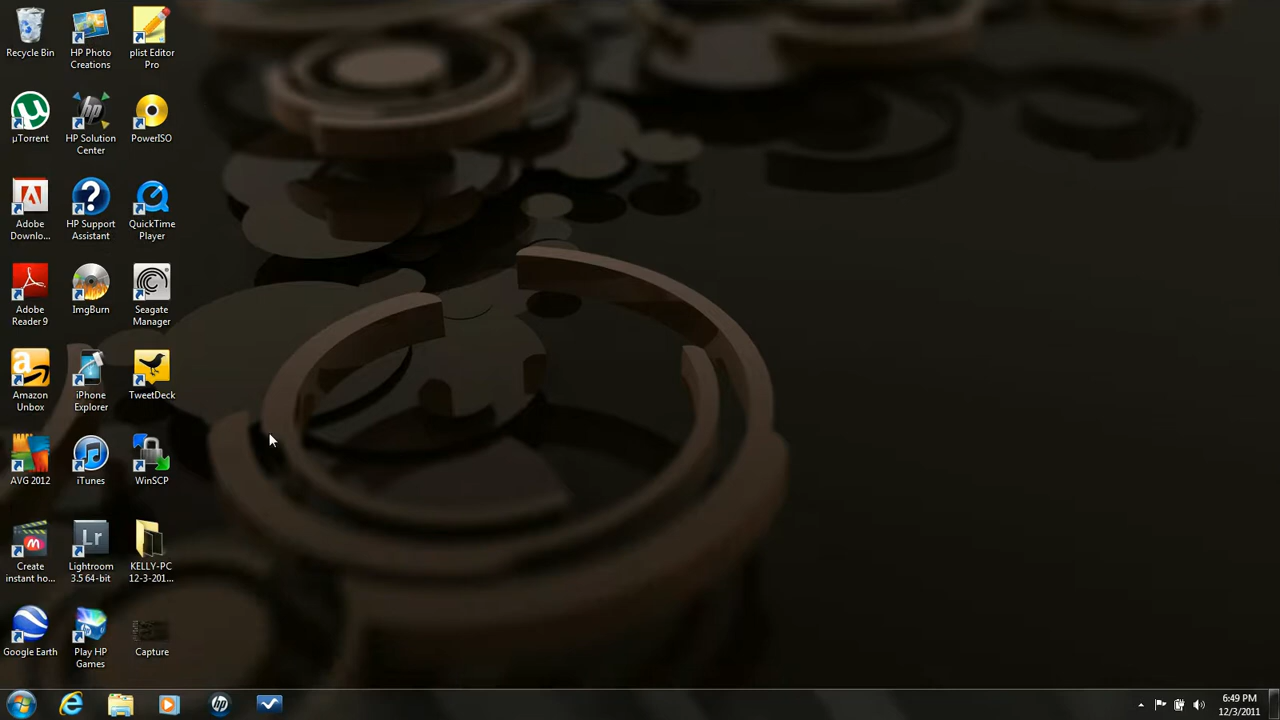 Recycle Bin
HP Photo
Creations
plist Editor
Pro
µTorrent
HP Solution
Center
PowerISO
Adobe
Downlo...
HP Support
Assistant
QuickTime
Player
Adobe
Reader 9
ImgBurn
Seagate
Manager
Amazon
Unbox
iPhone
Explorer
TweetDeck
AVG 2012
iTunes
WinSCP
Create
instant ho...
Lightroom
3.5 64-bit
KELLY-PC
12-3-201...
Google Earth
Play HP
Games
Capture
6:49 PM
12/3/2011